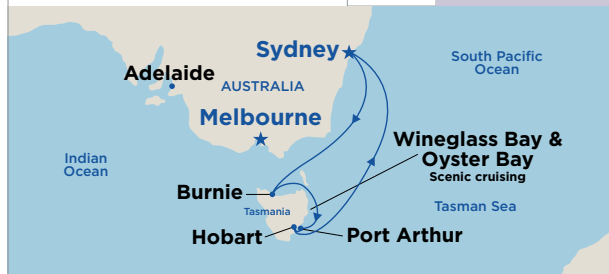 Sydney
South Pacific
Ocean
Adelaide
AUSTRALIA
Melbourne
Wineglass Bay &
Oyster Bay
Scenic cruising
Indian
Ocean
Burnie
Tasmania
Tasman Sea
Hobart
Port Arthur